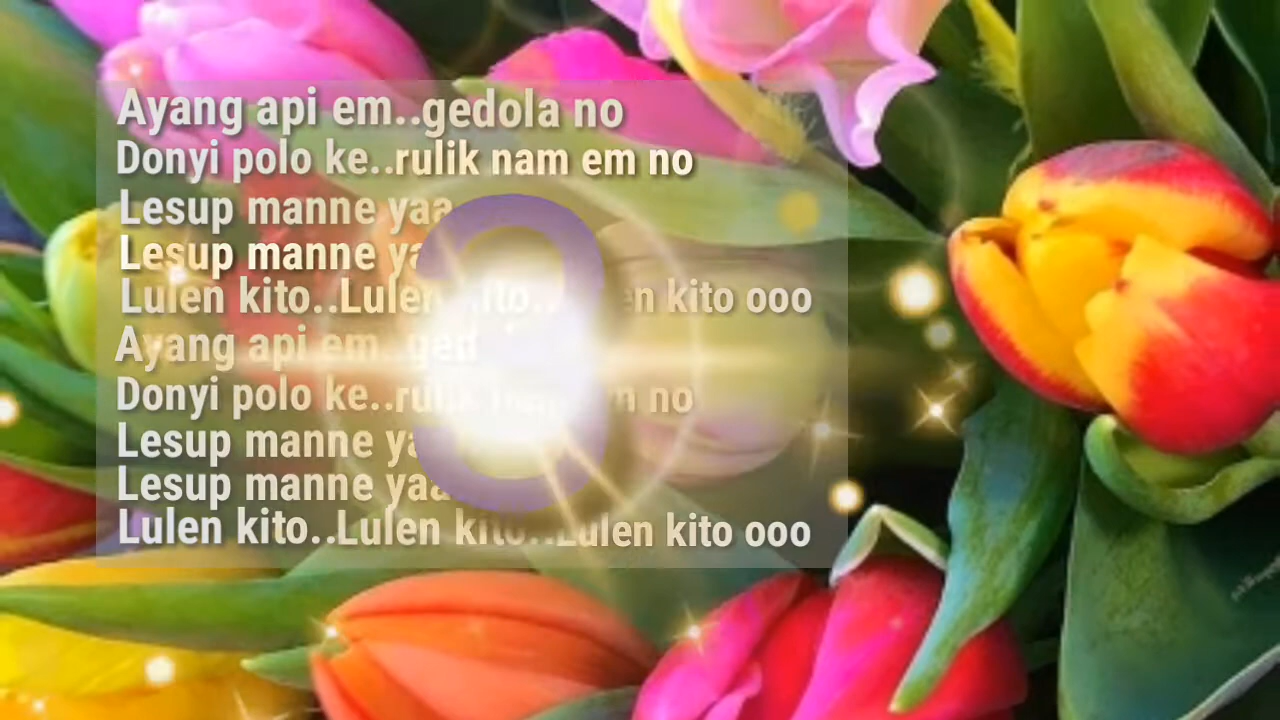 Ayang api em..gedola no
Donyi polo ke..rulik nam em no
Lesup manne yaa
Lesup manne
Lulen kito..Lulen kito.. kito ooo
Ayang api em..
Donyi polo ke.. no
Lesup manne
Lesup manne yaa
Lulen kito..Lulen kito..Lulen kito ooo
3